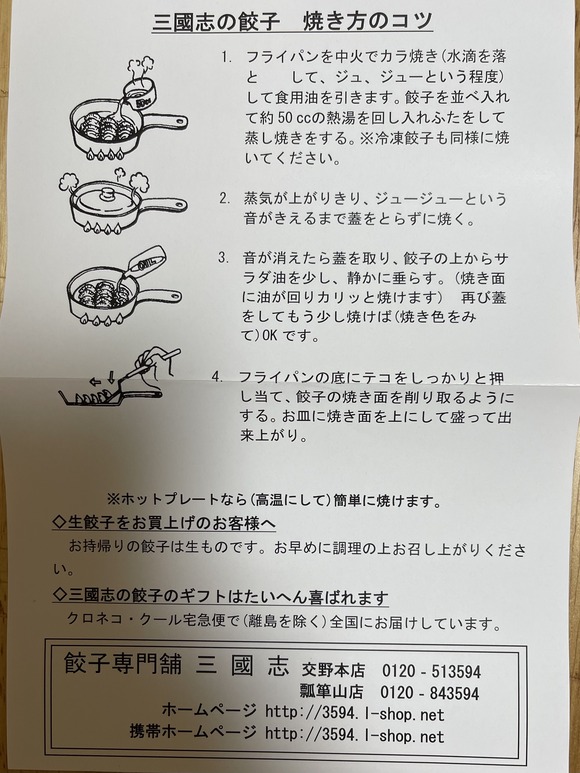 三國志の餃子　焼き方のコツ
1. フライパンを中火でカラ焼き(水滴を落
と　　して、ジュ、ジューという程度)
して食用油を引きます。餃子を並べ入れ
て約50ccの熱湯を回し入れふたをして
蒸し焼きをする。※冷凍餃子も同様に焼
いてください。
2. 蒸気が上がりきり、ジュージューという
音がきえるまで蓋をとらずに焼く。
3. 音が消えたら蓋を取り、餃子の上からサ
ラダ油を少し、静かに垂らす。(焼き面
に油が回りカリッと焼けます)　再び蓋
をしてもう少し焼けば(焼き色をみ
て)OKです。
4. フライパンの底にテコをしっかりと押
し当て、餃子の焼き面を削り取るように
する。お皿に焼き面を上にして盛って出
来上がり。
※ホットプレートなら(高温にして)簡単に焼けます。
◇生餃子をお買上げのお客様へ
お持帰りの餃子は生ものです。お早めに調理の上お召し上がりくださ
い。
◇三國志の餃子のギフトはたいへん喜ばれます
クロネコ・クール宅急便で(離島を除く)全国にお届けしています。
餃子専門舗 三 國 志 交野本店 0120‐513594
瓢箪山店 0120‐843594
ホームページ http://3594.l-shop.net
携帯ホームページ http://3594.l-shop.net